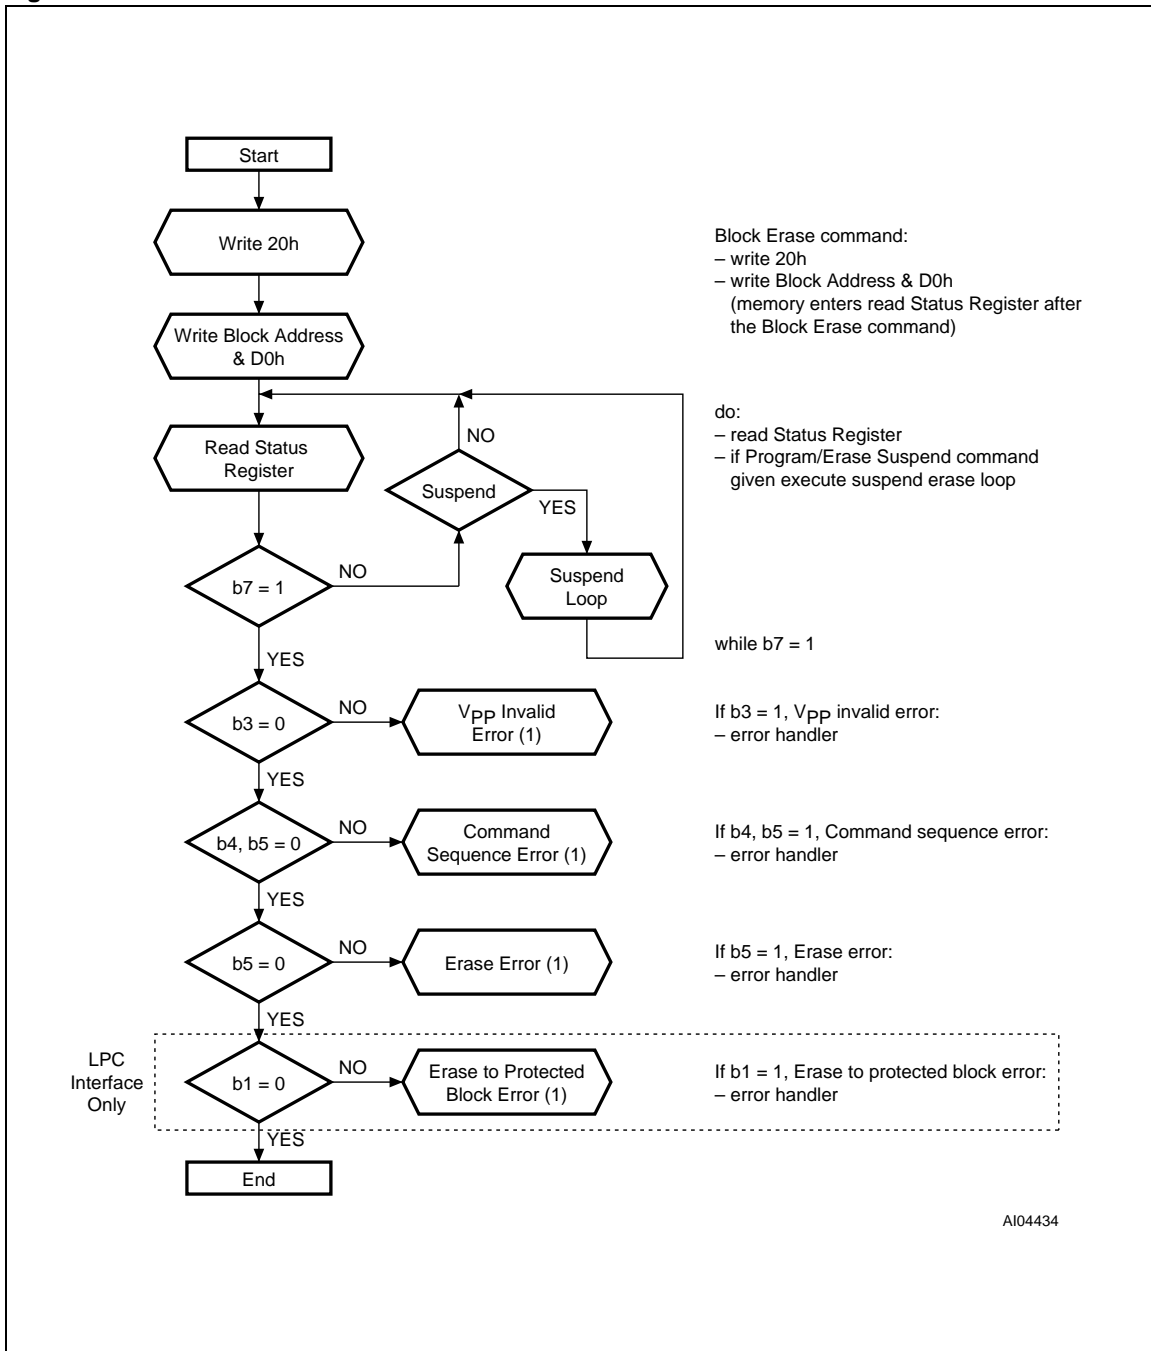 Start
Write 20h
Block Erase command:
– write 20h
– write Block Address & D0h
(memory enters read Status Register after
the Block Erase command)
Write Block Address
& D0h
do:
– read Status Register
– if Program/Erase Suspend command
given execute suspend erase loop
NO
Read Status
Register
Suspend
YES
NO
b7 = 1
Suspend
Loop
while b7 = 1
YES
b3 = 0
NO
VPP Invalid
Error (1)
If b3 = 1, VPP invalid error:
– error handler
YES
b4, b5 = 0
NO
Command
Sequence Error (1)
If b4, b5 = 1, Command sequence error:
– error handler
YES
b5 = 0
NO
Erase Error (1)
If b5 = 1, Erase error:
– error handler
YES
LPC
Interface
Only
b1 = 0
NO
Erase to Protected
Block Error (1)
If b1 = 1, Erase to protected block error:
– error handler
YES
End
AI04434